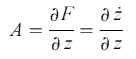 A = ∂F/∂z = ∂ż/∂z